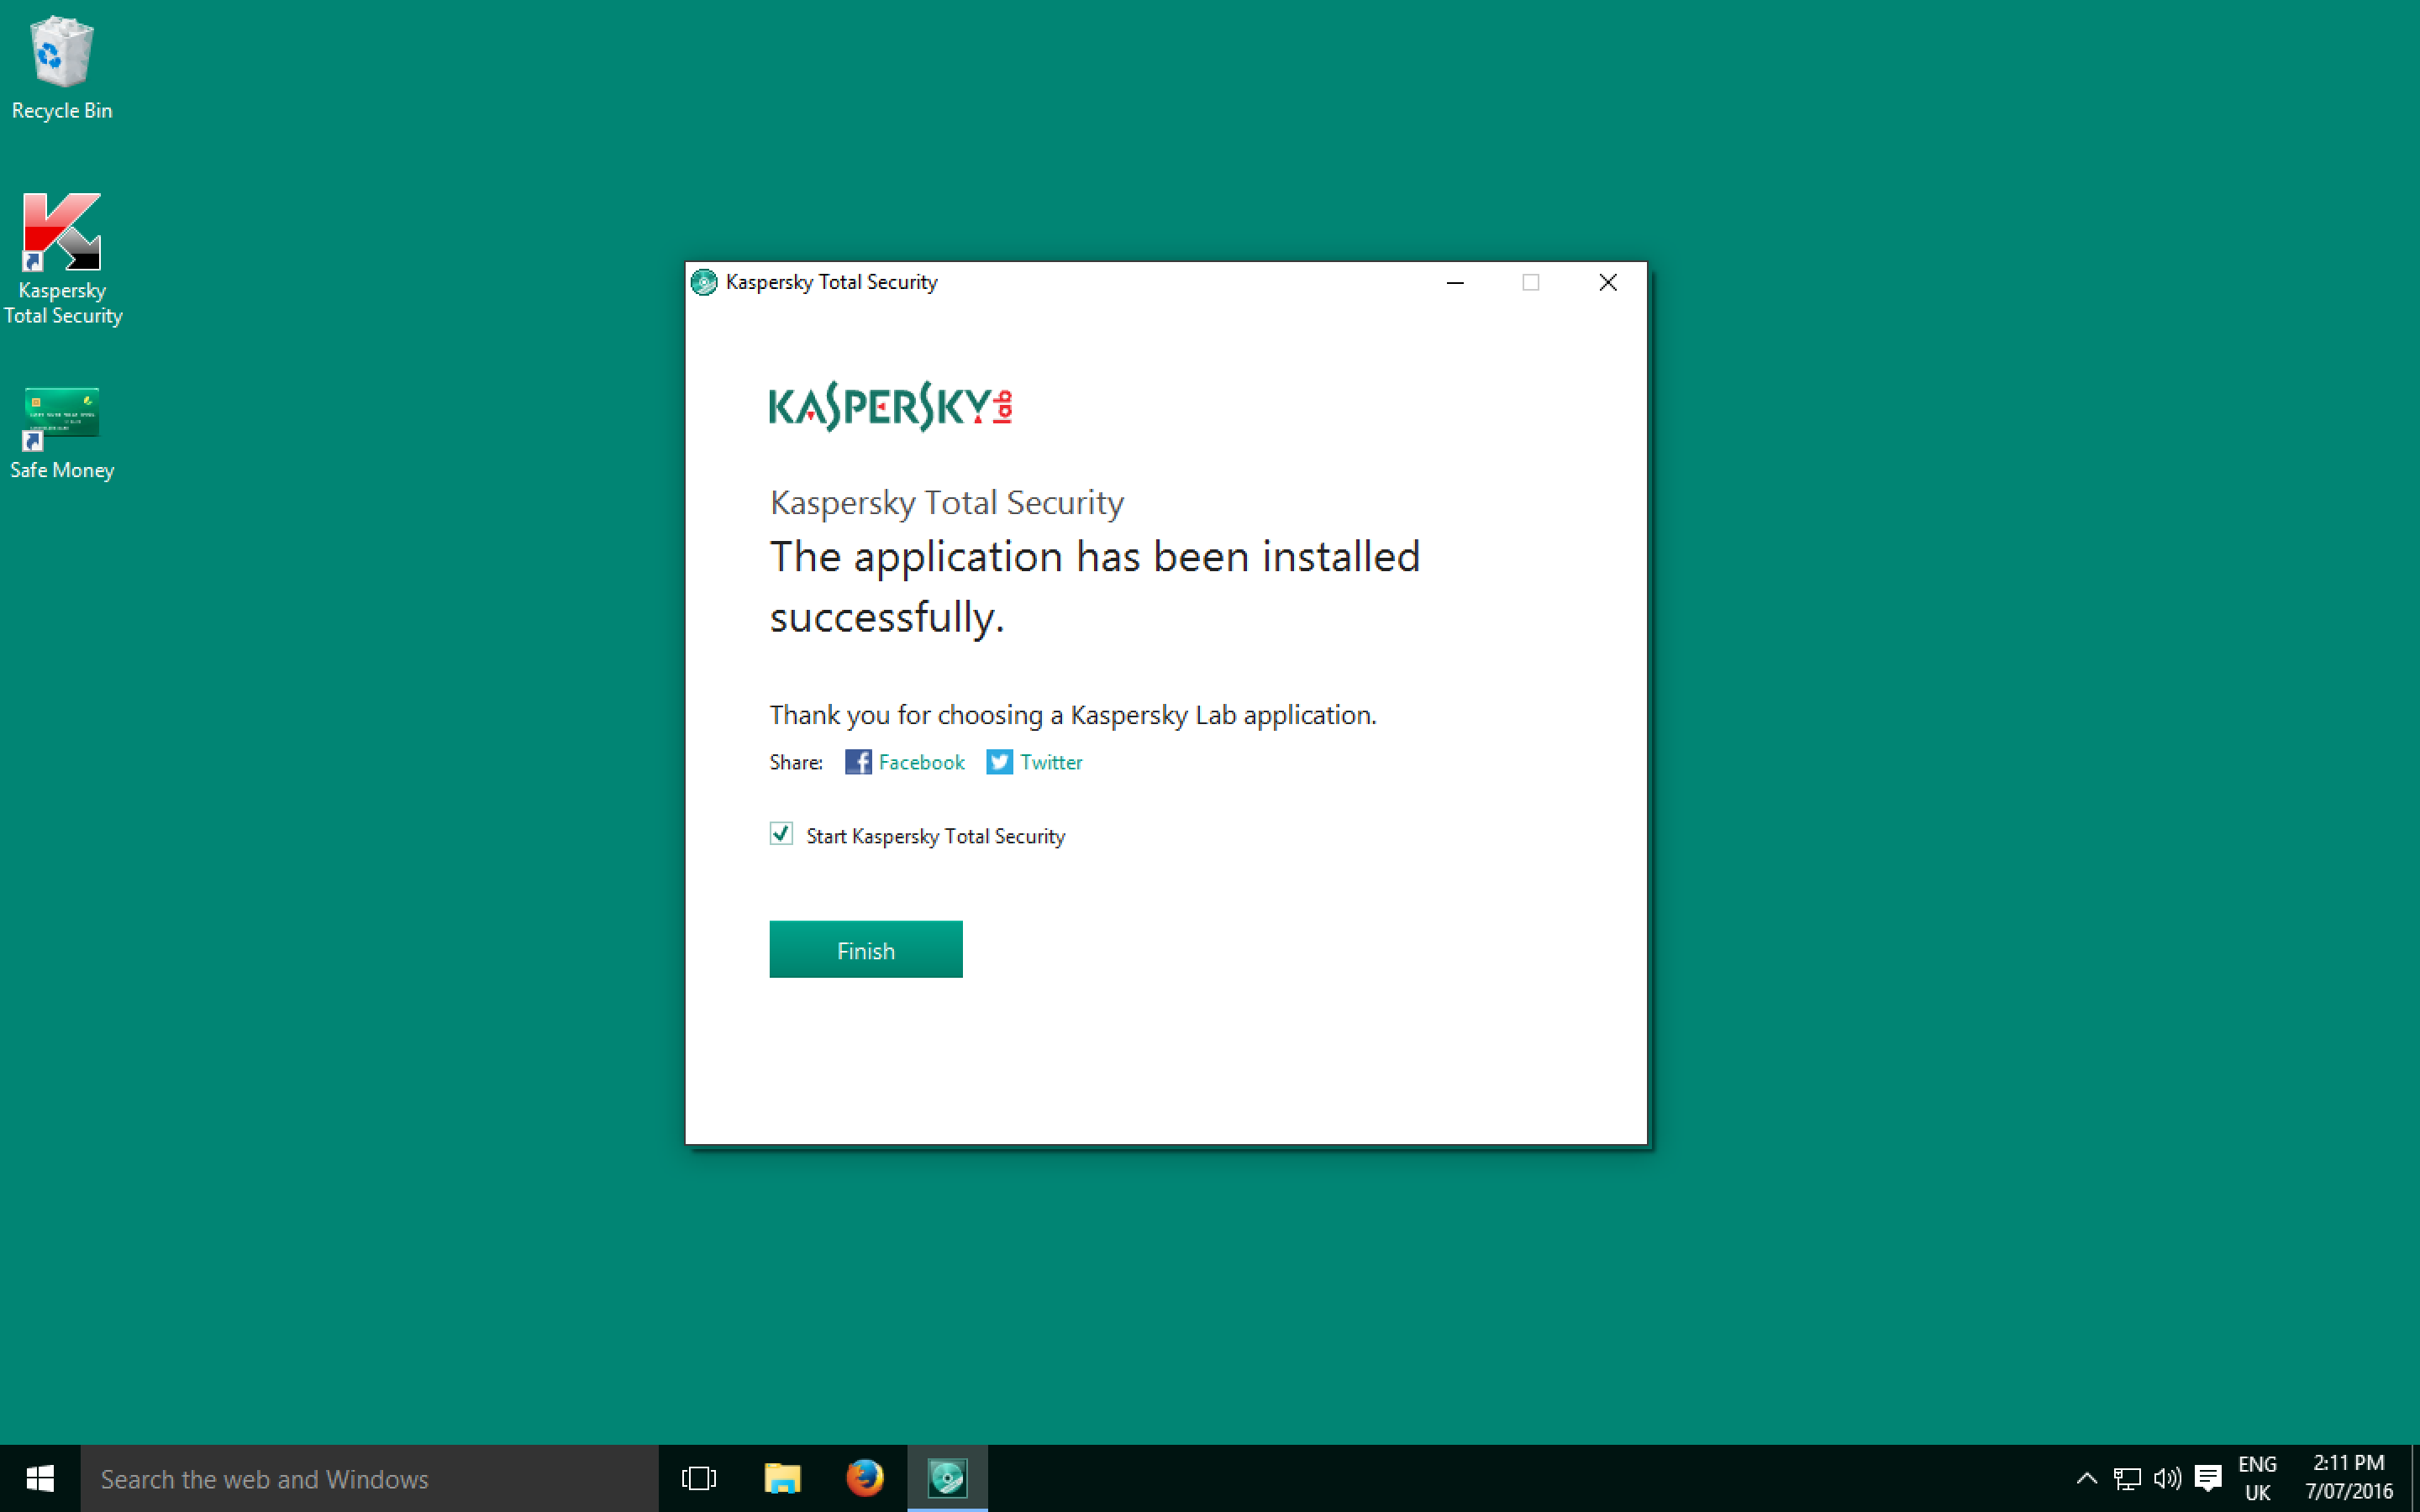 Recycle Bin
Kaspersky
Total Security
Safe Money
Kaspersky Total Security
KASPERSKY lab
Kaspersky Total Security
The application has been installed
successfully.
Thank you for choosing a Kaspersky Lab application.
Share: Facebook Twitter
Start Kaspersky Total Security
Finish
Search the web and Windows
ENG
UK
2:11 PM
7/07/2016